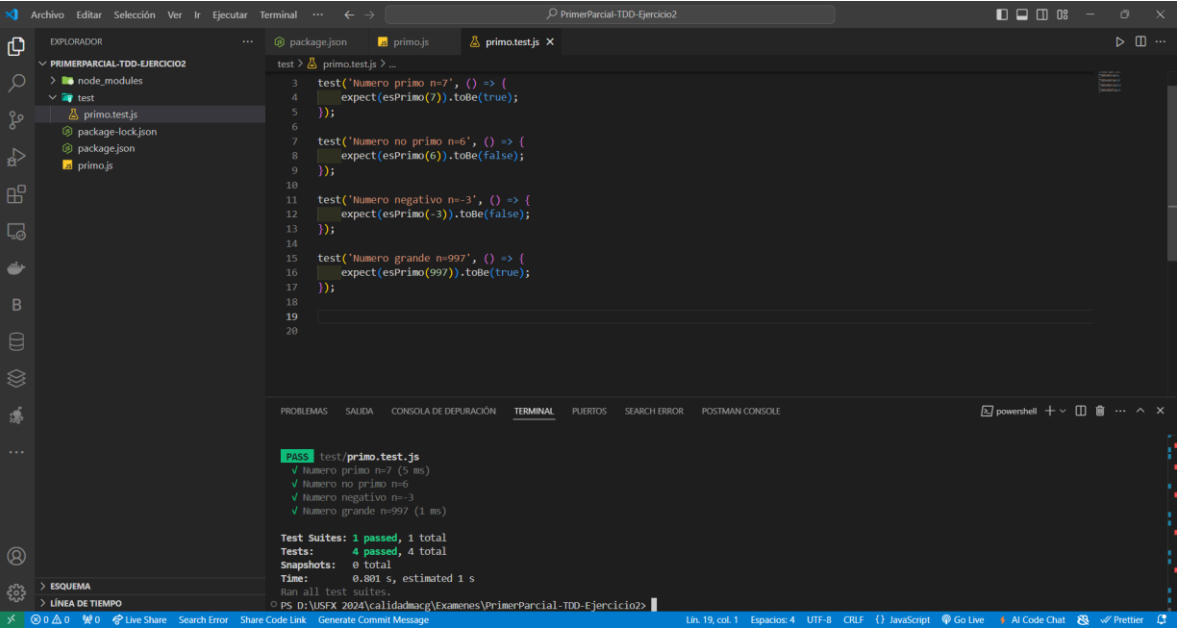 Archivo Editar Selección Ver Ir Ejecutar Terminal ··· PrimerParcial-TDD-Ejercicio2
EXPLORADOR ···
PRIMERPARCIAL-TDD-EJERCICIO2
node_modules
test
primo.test.js
package-lock.json
package.json
JS primo.js
B
ESQUEMA
LÍNEA DE TIEMPO
package.json JS primo.js primo.test.js ×
test > primo.test.js > ...
3 test('Numero primo n=7', () => {
4 expect(esPrimo(7)).toBe(true);
5 });
6
7 test('Numero no primo n=6', () => {
8 expect(esPrimo(6)).toBe(false);
9 });
10
11 test('Numero negativo n=-3', () => {
12 expect(esPrimo(-3)).toBe(false);
13 });
14
15 test('Numero grande n=997', () => {
16 expect(esPrimo(997)).toBe(true);
17 });
18
19
20
PROBLEMAS SALIDA CONSOLA DE DEPURACIÓN TERMINAL PUERTOS SEARCH ERROR POSTMAN CONSOLE powershell
PASS test/primo.test.js
√ Numero primo n=7 (5 ms)
√ Numero no primo n=6
√ Numero negativo n=-3
√ Numero grande n=997 (1 ms)
Test Suites: 1 passed, 1 total
Tests: 4 passed, 4 total
Snapshots: 0 total
Time: 0.801 s, estimated 1 s
Ran all test suites.
PS D:\USFX 2024\calidadmacg\Examenes\PrimerParcial-TDD-Ejercicio2>
0 0 0 Live Share Search Error Share Code Link Generate Commit Message Lín. 19, col. 1 Espacios: 4 UTF-8 CRLF {} JavaScript Go Live AI Code Chat Prettier